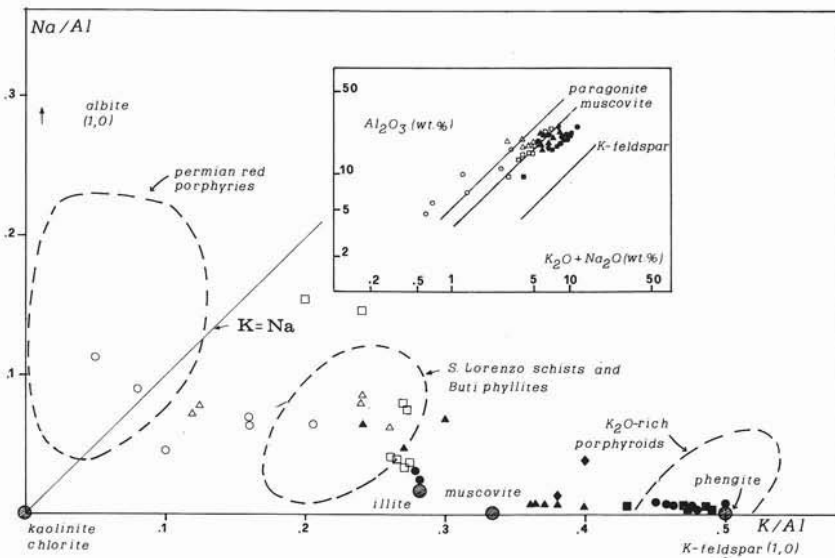 Na/Al
.3
albite
(1,0)
permian red
porphyries
.2
K=Na
.1
50
Al2O3 (wt.%)
10
5
2
paragonite
muscovite
K-feldspar
K2O+Na2O (wt.%)
.2 .5 1 5 10 50
S. Lorenzo schists and
Buti phyllites
K2O-rich
porphyroids
phengite
illite
muscovite
kaolinite
chlorite
.1 .2 .3 .4 .5 K/Al
K-feldspar (1,0)